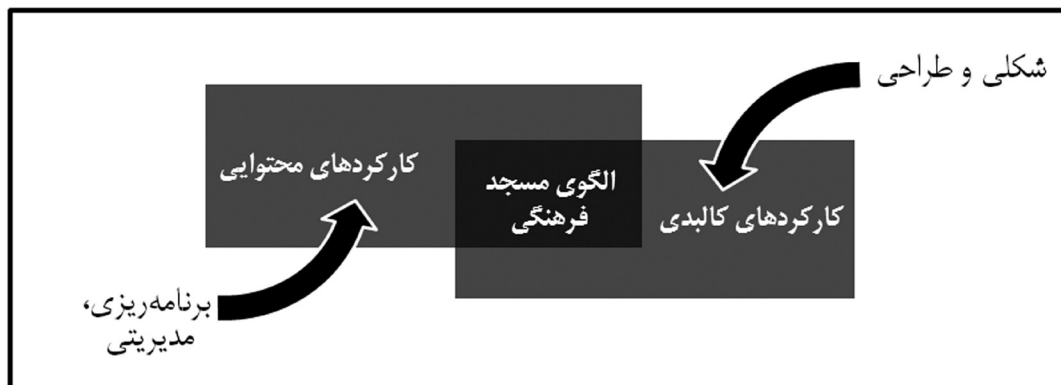 شکلی و طراحی
کارکردهای محتوایی
الگوی مسجد
فرهنگی
کارکردهای کالبدی
برنامه‌ریزی،
مدیریتی